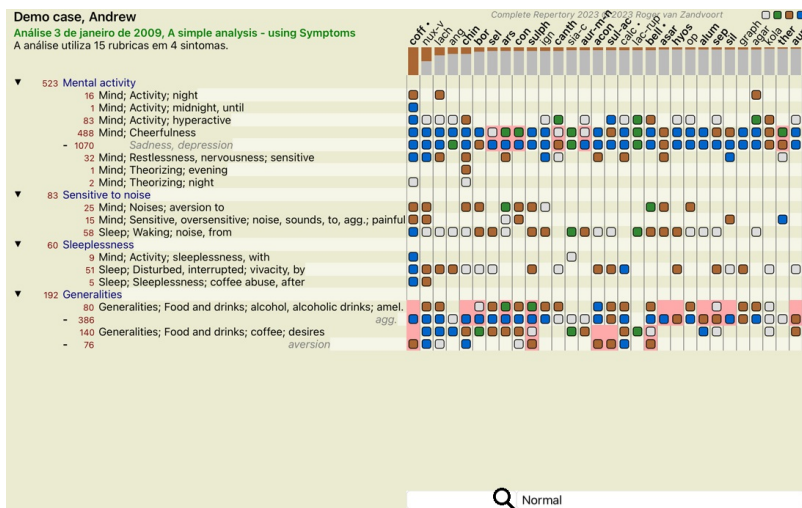 Demo case, Andrew
Complete Repertory 2023 © 2023 Roger van Zandvoort
Análise 3 de janeiro de 2009, A simple analysis - using Symptoms
A análise utiliza 15 rubricas em 4 sintomas.
coff • nux-v lach ang chin bor sel ars con sulph ign canth sia-c aur-m-n acon sul-ac calc • lac-rup bell • asar hyos op alum sep sil graph agar kola ther
▼ 523 Mental activity
16 Mind; Activity; night
1 Mind; Activity; midnight, until
83 Mind; Activity; hyperactive
488 Mind; Cheerfulness
- 1070 Sadness, depression
32 Mind; Restlessness, nervousness; sensitive
1 Mind; Theorizing; evening
2 Mind; Theorizing; night
▼ 83 Sensitive to noise
25 Mind; Noises; aversion to
15 Mind; Sensitive, oversensitive; noise, sounds, to, agg.; painful
58 Sleep; Waking; noise, from
▼ 60 Sleeplessness
9 Mind; Activity; sleeplessness, with
51 Sleep; Disturbed, interrupted; vivacity, by
5 Sleep; Sleeplessness; coffee abuse, after
▼ 192 Generalities
80 Generalities; Food and drinks; alcohol, alcoholic drinks; amel.
- 386 agg.
140 Generalities; Food and drinks; coffee; desires
- 76 aversion
Normal